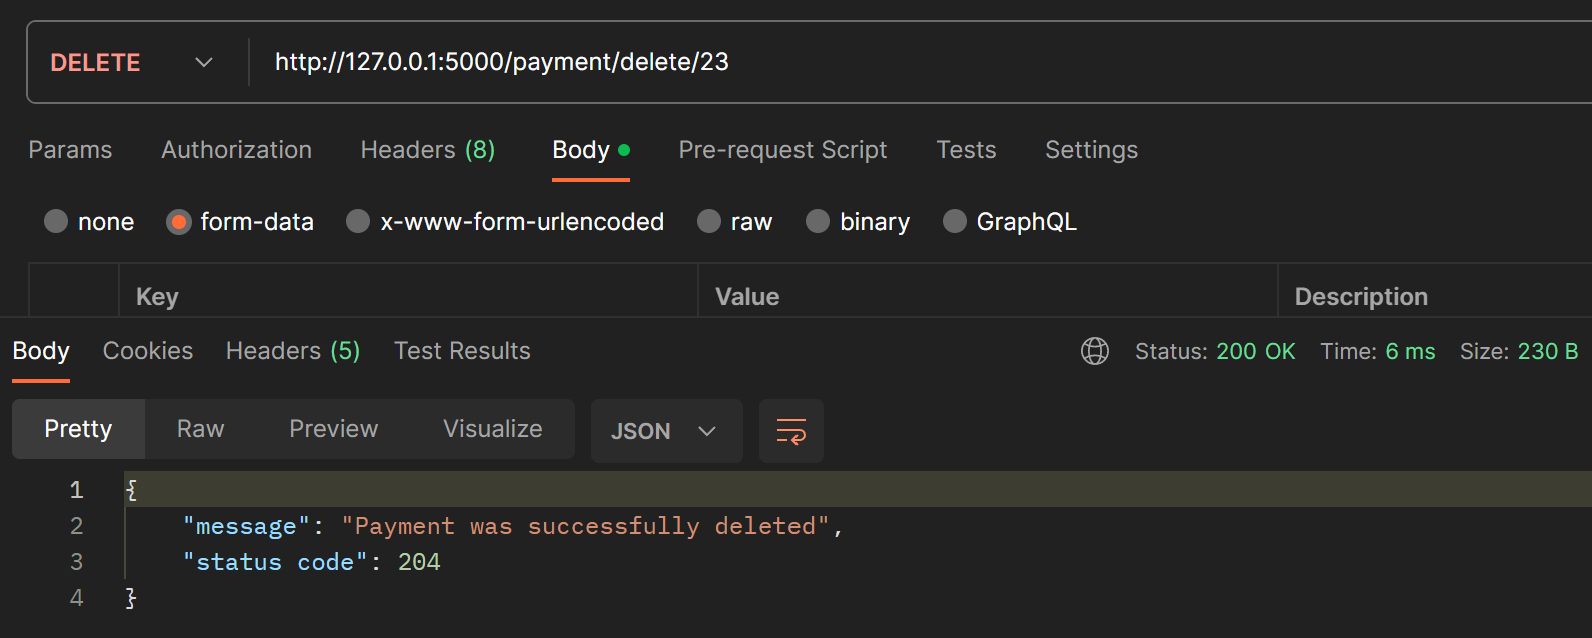 DELETE http://127.0.0.1:5000/payment/delete/23
Params Authorization Headers (8) Body Pre-request Script Tests Settings
none form-data x-www-form-urlencoded raw binary GraphQL
Key Value Description
Body Cookies Headers (5) Test Results Status: 200 OK Time: 6 ms Size: 230 B
Pretty Raw Preview Visualize JSON
1 {
2 "message": "Payment was successfully deleted",
3 "status code": 204
4 }